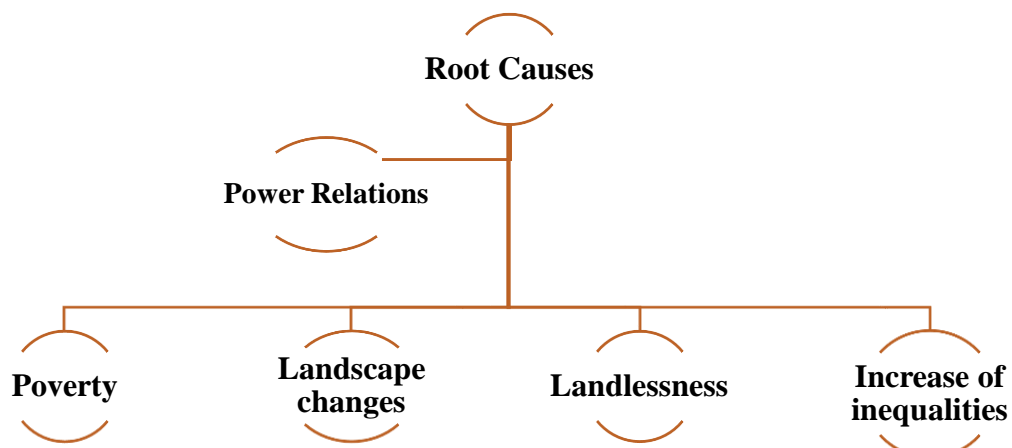 Root Causes
Power Relations
Poverty
Landscape
changes
Landlessness
Increase of
inequalities